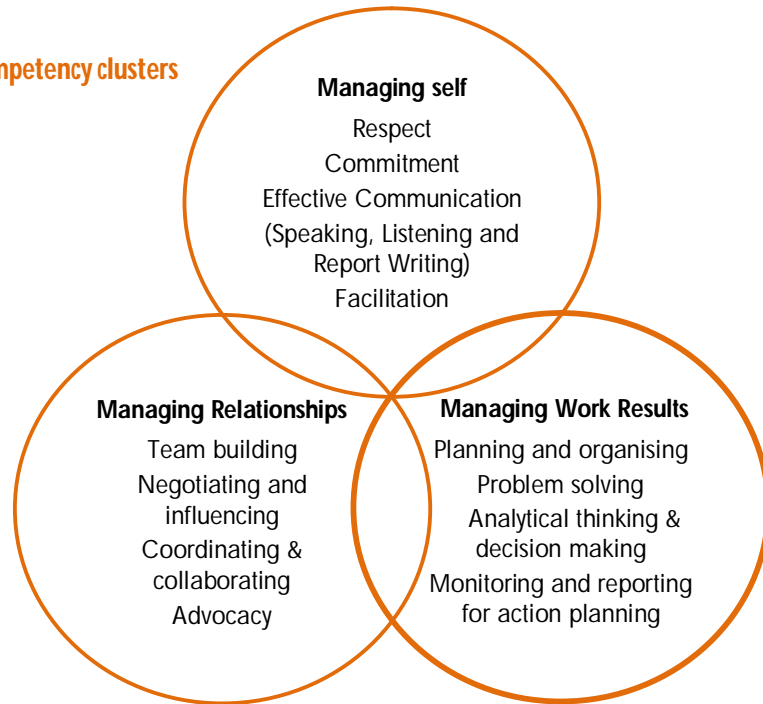 mpetency clusters
Managing self
Respect
Commitment
Effective Communication
(Speaking, Listening and
Report Writing)
Facilitation
Managing Relationships
Team building
Negotiating and
influencing
Coordinating &
collaborating
Advocacy
Managing Work Results
Planning and organising
Problem solving
Analytical thinking &
decision making
Monitoring and reporting
for action planning